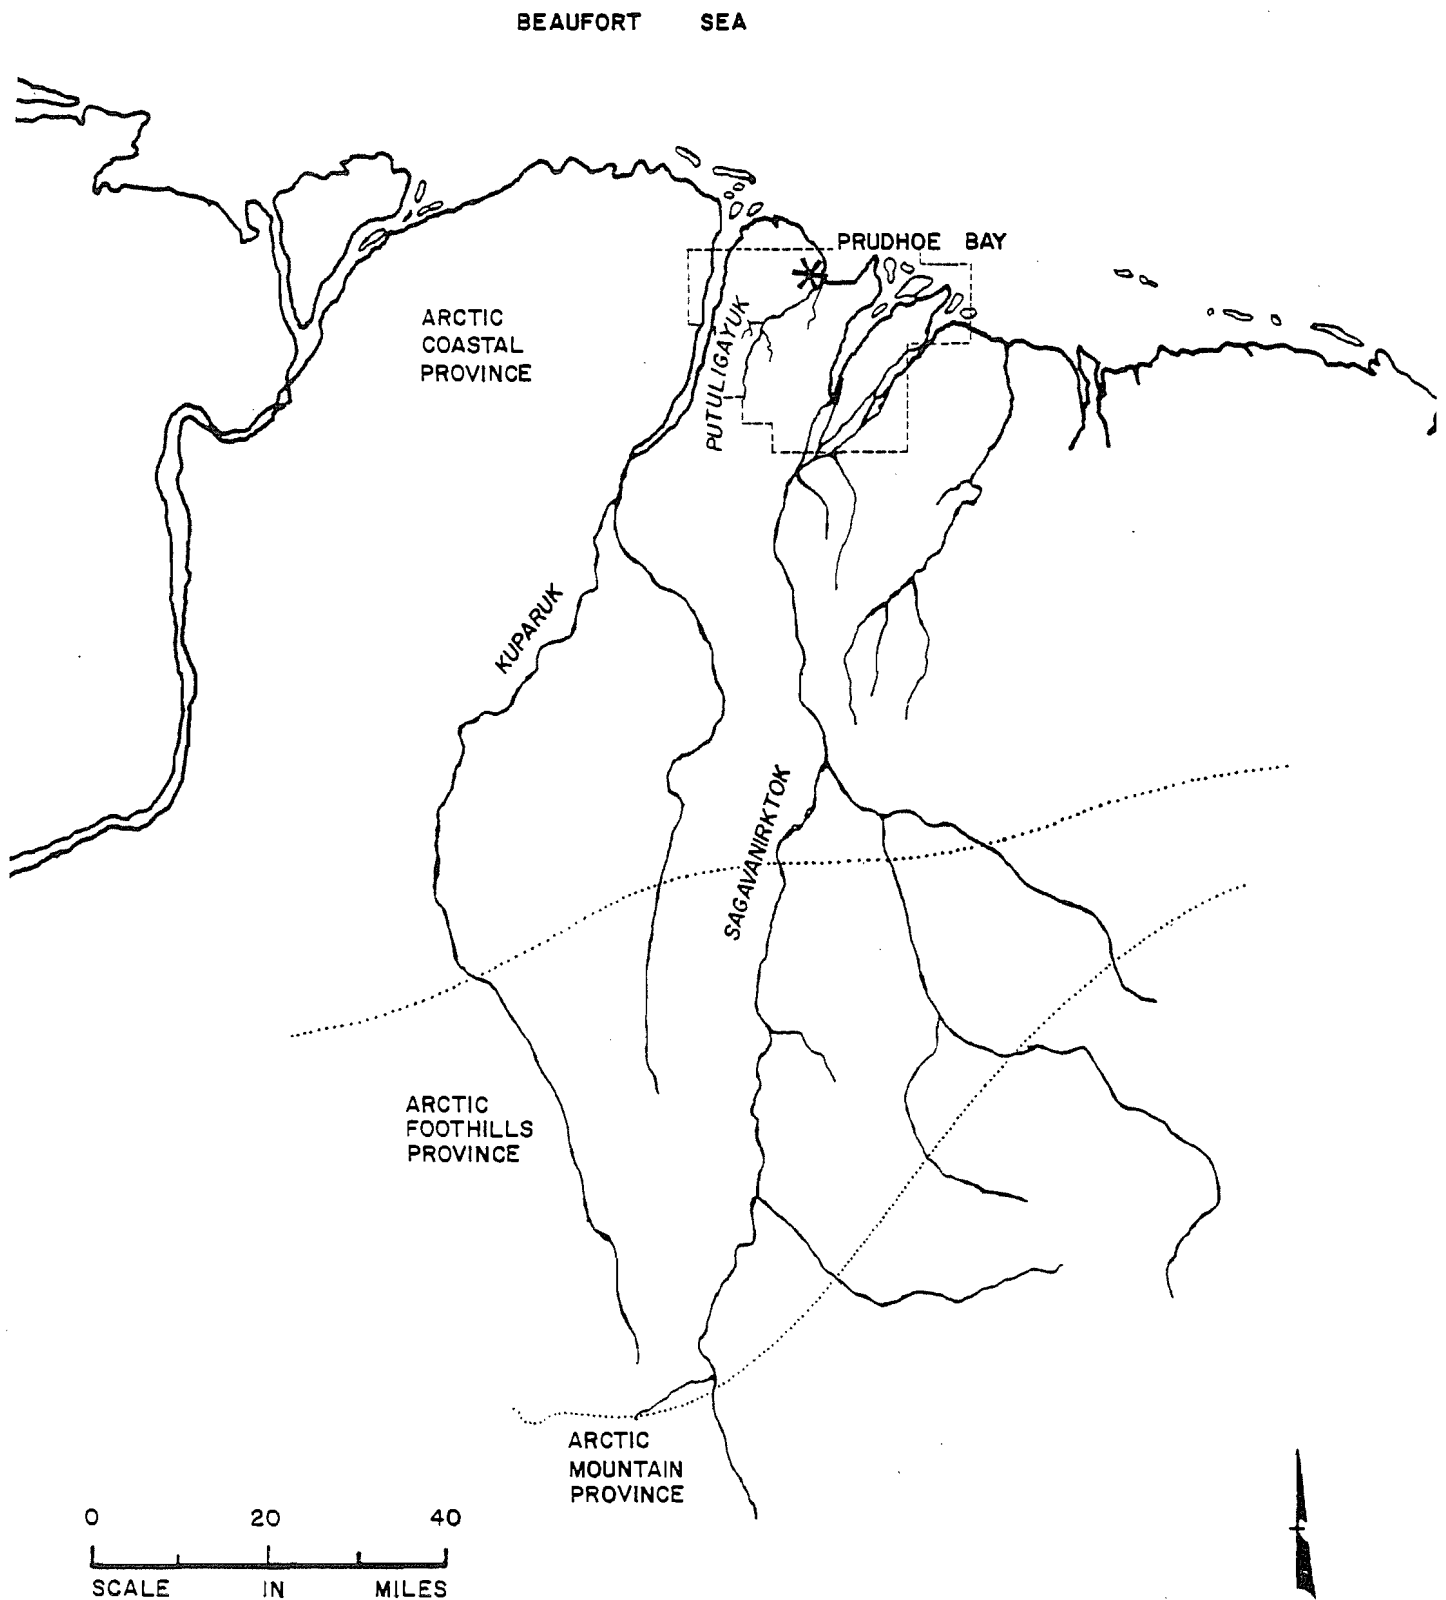 BEAUFORT SEA
PRUDHOE BAY
ARCTIC
COASTAL
PROVINCE
PUTULIGAYUK
KUPARUK
SAGAVANIRKTOK
ARCTIC
FOOTHILLS
PROVINCE
ARCTIC
MOUNTAIN
PROVINCE
0 20 40
SCALE IN MILES